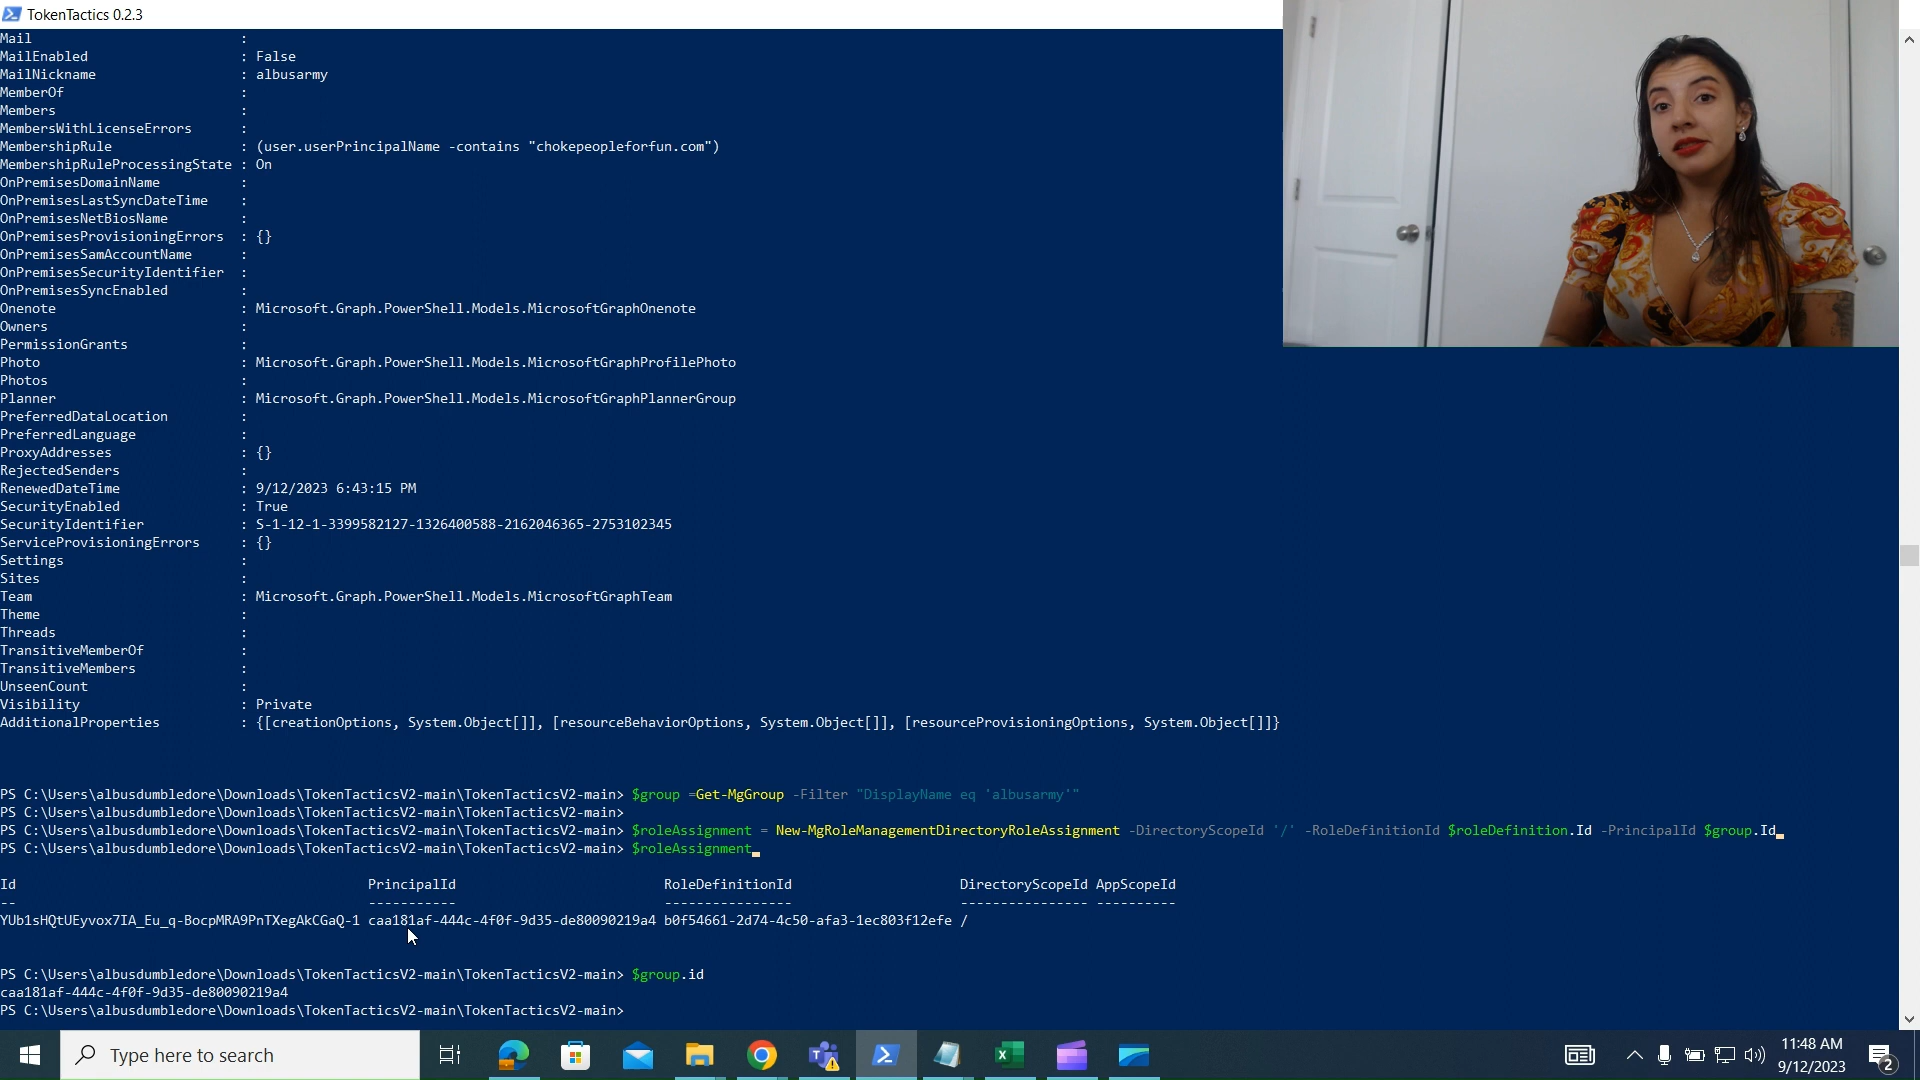 TokenTactics 0.2.3
Mail :
MailEnabled : False
MailNickname : albusarmy
MemberOf :
Members :
MembersWithLicenseErrors :
MembershipRule : (user.userPrincipalName -contains "chokepeopleforfun.com")
MembershipRuleProcessingState : On
OnPremisesDomainName :
OnPremisesLastSyncDateTime :
OnPremisesNetBiosName :
OnPremisesProvisioningErrors : {}
OnPremisesSamAccountName :
OnPremisesSecurityIdentifier :
OnPremisesSyncEnabled :
Onenote : Microsoft.Graph.PowerShell.Models.MicrosoftGraphOnenote
Owners :
PermissionGrants :
Photo : Microsoft.Graph.PowerShell.Models.MicrosoftGraphProfilePhoto
Photos :
Planner : Microsoft.Graph.PowerShell.Models.MicrosoftGraphPlannerGroup
PreferredDataLocation :
PreferredLanguage :
ProxyAddresses : {}
RejectedSenders :
RenewedDateTime : 9/12/2023 6:43:15 PM
SecurityEnabled : True
SecurityIdentifier : S-1-12-1-3399582127-1326400588-2162046365-2753102345
ServiceProvisioningErrors : {}
Settings :
Sites :
Team : Microsoft.Graph.PowerShell.Models.MicrosoftGraphTeam
Theme :
Threads :
TransitiveMemberOf :
TransitiveMembers :
UnseenCount :
Visibility : Private
AdditionalProperties : {[creationOptions, System.Object[]], [resourceBehaviorOptions, System.Object[]], [resourceProvisioningOptions, System.Object[]]}
PS C:\Users\albusdumbledore\Downloads\TokenTacticsV2-main\TokenTacticsV2-main> $group =Get-MgGroup -Filter "DisplayName eq 'albusarmy'"
PS C:\Users\albusdumbledore\Downloads\TokenTacticsV2-main\TokenTacticsV2-main>
PS C:\Users\albusdumbledore\Downloads\TokenTacticsV2-main\TokenTacticsV2-main> $roleAssignment = New-MgRoleManagementDirectoryRoleAssignment -DirectoryScopeId '/' -RoleDefinitionId $roleDefinition.Id -PrincipalId $group.Id
PS C:\Users\albusdumbledore\Downloads\TokenTacticsV2-main\TokenTacticsV2-main> $roleAssignment
Id PrincipalId RoleDefinitionId DirectoryScopeId AppScopeId
-- ----------- ---------------- ---------------- ----------
YUb1sHQtUEyvox7IA_Eu_q-BocpMRA9PnTXegAkCGaQ-1 caa181af-444c-4f0f-9d35-de80090219a4 b0f54661-2d74-4c50-afa3-1ec803f12efe /
PS C:\Users\albusdumbledore\Downloads\TokenTacticsV2-main\TokenTacticsV2-main> $group.id
caa181af-444c-4f0f-9d35-de80090219a4
PS C:\Users\albusdumbledore\Downloads\TokenTacticsV2-main\TokenTacticsV2-main>
Type here to search
11:48 AM
9/12/2023
2